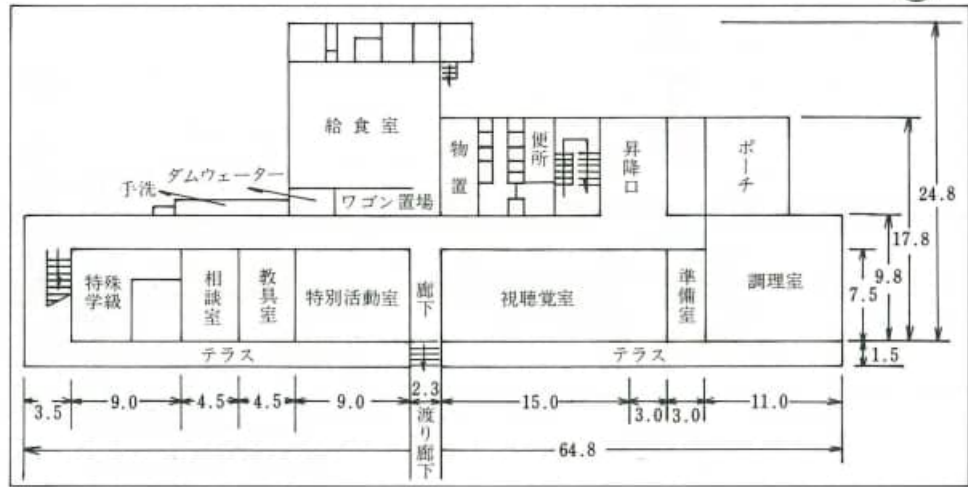 給食室
物置
便所
昇降口
ポーチ
ダムウェーター
手洗
ワゴン置場
24.8
17.8
9.8
7.5
1.5
特殊
学級
相談室
教具室
特別活動室
廊下
視聴覚室
準備室
調理室
テラス
テラス
3.5
9.0
4.5
4.5
9.0
2.3
15.0
3.0
3.0
11.0
渡り廊下
64.8